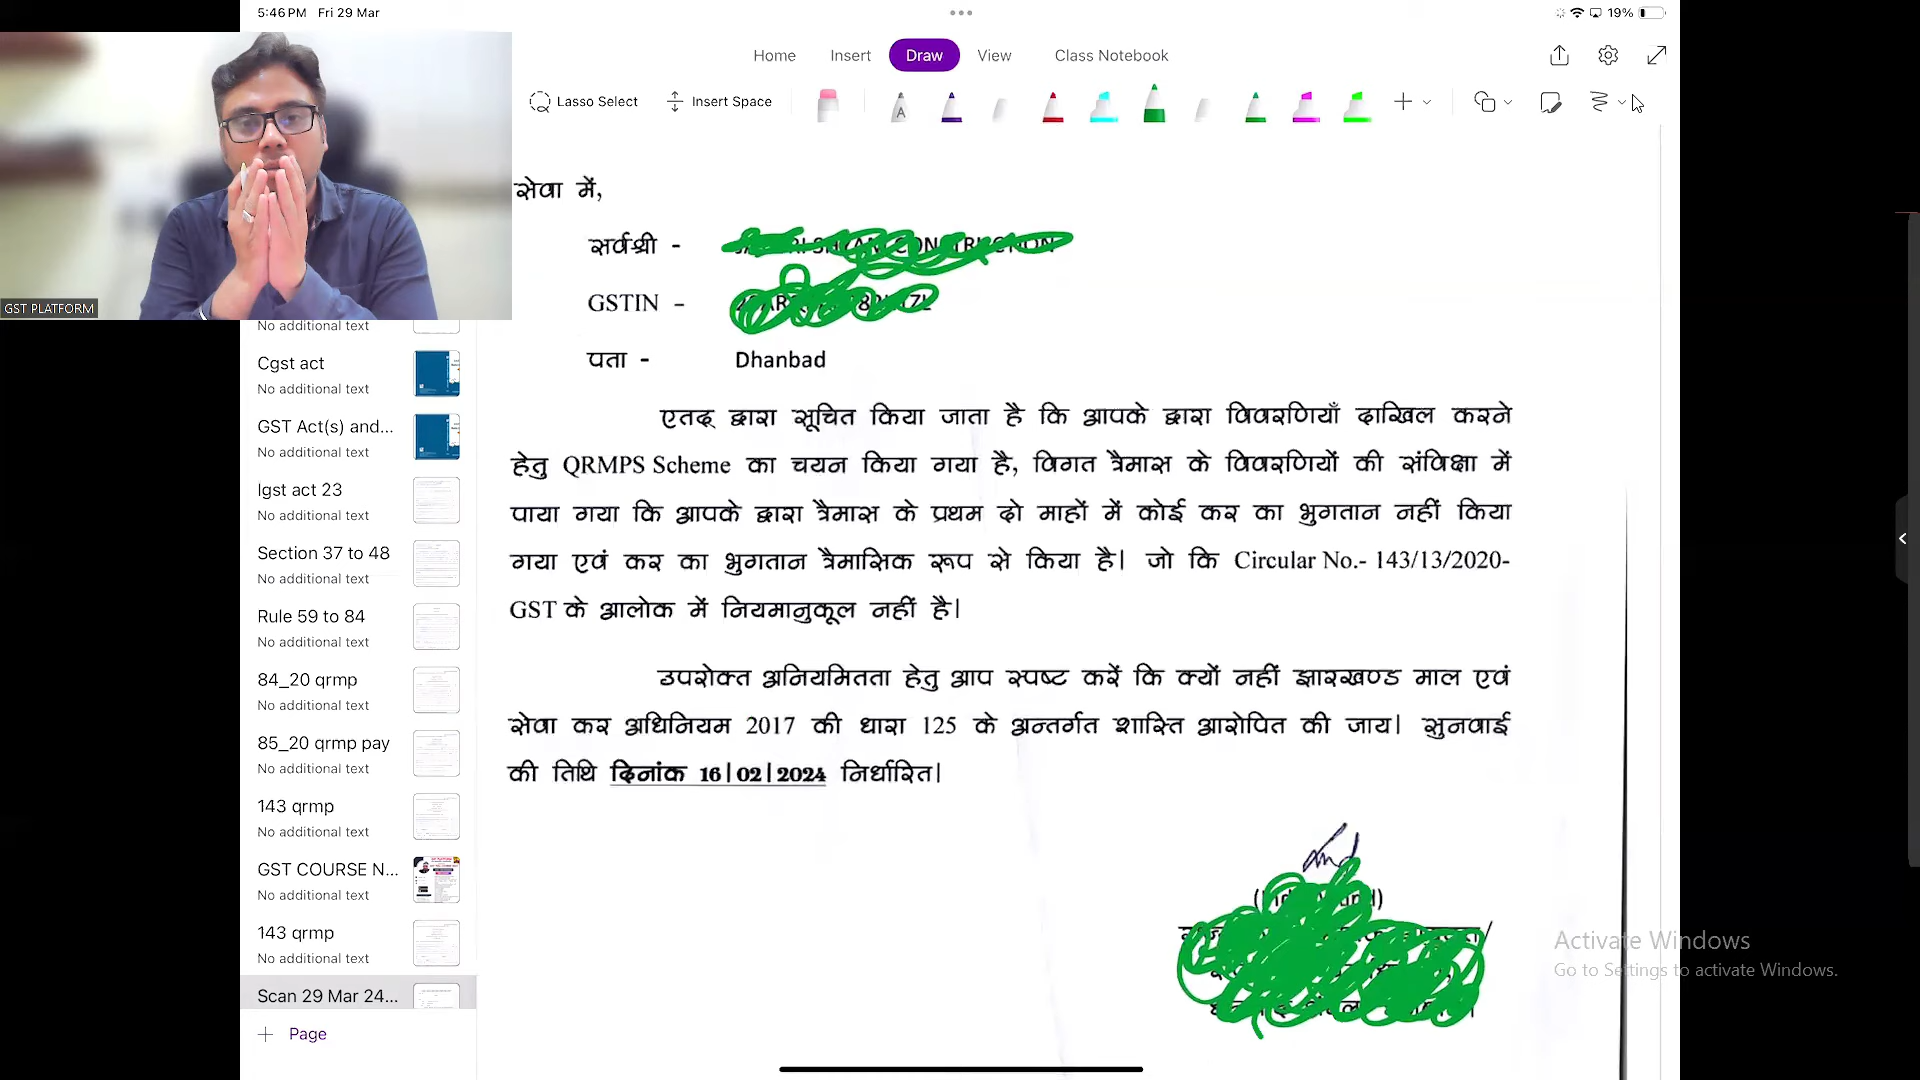 5:46 PM Fri 29 Mar
19%
Home Insert Draw View Class Notebook
Lasso Select Insert Space
A
GST PLATFORM
No additional text
Cgst act
No additional text
GST Act(s) and...
No additional text
Igst act 23
No additional text
Section 37 to 48
No additional text
Rule 59 to 84
No additional text
84_20 qrmp
No additional text
85_20 qrmp pay
No additional text
143 qrmp
No additional text
GST COURSE N...
No additional text
143 qrmp
No additional text
Scan 29 Mar 24...
Page
सेवा में,
सर्वश्री -
GSTIN -
पता - Dhanbad
एतद् द्वारा सूचित किया जाता है कि आपके द्वारा विवरणियाँ दाखिल करने
हेतु QRMPS Scheme का चयन किया गया है, विगत त्रैमास के विवरणियों की संविक्षा में
पाया गया कि आपके द्वारा त्रैमास के प्रथम दो माहों में कोई कर का भुगतान नहीं किया
गया एवं कर का भुगतान त्रैमासिक रूप से किया है। जो कि Circular No.- 143/13/2020-
GST के आलोक में नियमानुकूल नहीं है।
उपरोक्त अनियमितता हेतु आप स्पष्ट करें कि क्यों नहीं झारखण्ड माल एवं
सेवा कर अधिनियम 2017 की धारा 125 के अन्तर्गत शास्ति आरोपित की जाय। सुनवाई
की तिथि दिनांक 16|02|2024 निर्धारित।
Activate Windows
Go to Settings to activate Windows.